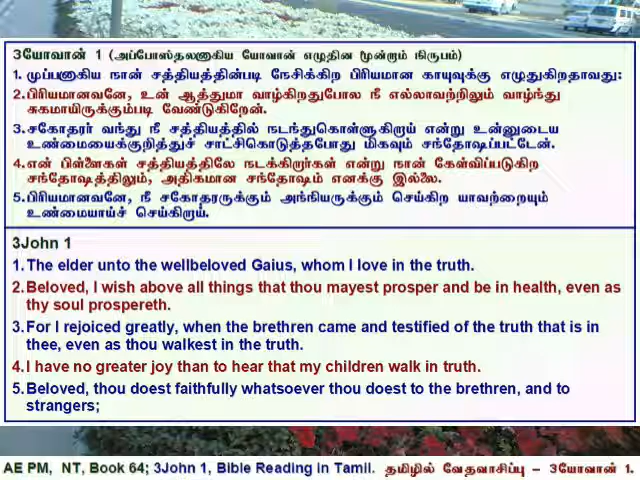 3யோவான் 1 (அப்போஸ்தலனாகிய யோவான் எழுதின மூன்றாம் நிருபம்)
1. முப்பனாகிய நான் சத்தியத்தின்படி நேசிக்கிற பிரியமான காயுவுக்கு எழுதுகிறதாவது:
2. பிரியமானவனே, உன் ஆத்துமா வாழ்கிறதுபோல நீ எல்லாவற்றிலும் வாழ்ந்து
சுகமாயிருக்கும்படி வேண்டுகிறேன்.
3. சகோதரர் வந்து நீ சத்தியத்தில் நடந்துகொள்ளுகிறாய் என்று உன்னுடைய
உண்மையைக்குறித்துச் சாட்சிகொடுத்தபோது மிகவும் சந்தோஷப்பட்டேன்.
4. என் பிள்ளைகள் சத்தியத்திலே நடக்கிறார்கள் என்று நான் கேள்விப்படுகிற
சந்தோஷத்திலும், அதிகமான சந்தோஷம் எனக்கு இல்லை.
5. பிரியமானவனே, நீ சகோதரருக்கும் அந்நியருக்கும் செய்கிற யாவற்றையும்
உண்மையாய்ச் செய்கிறாய்.
3John 1
1. The elder unto the wellbeloved Gaius, whom I love in the truth.
2. Beloved, I wish above all things that thou mayest prosper and be in health, even as
thy soul prospereth.
3. For I rejoiced greatly, when the brethren came and testified of the truth that is in
thee, even as thou walkest in the truth.
4. I have no greater joy than to hear that my children walk in truth.
5. Beloved, thou doest faithfully whatsoever thou doest to the brethren, and to
strangers;
AE PM, NT, Book 64; 3John 1, Bible Reading in Tamil. தமிழில் வேதவாசிப்பு – 3யோவான் 1.